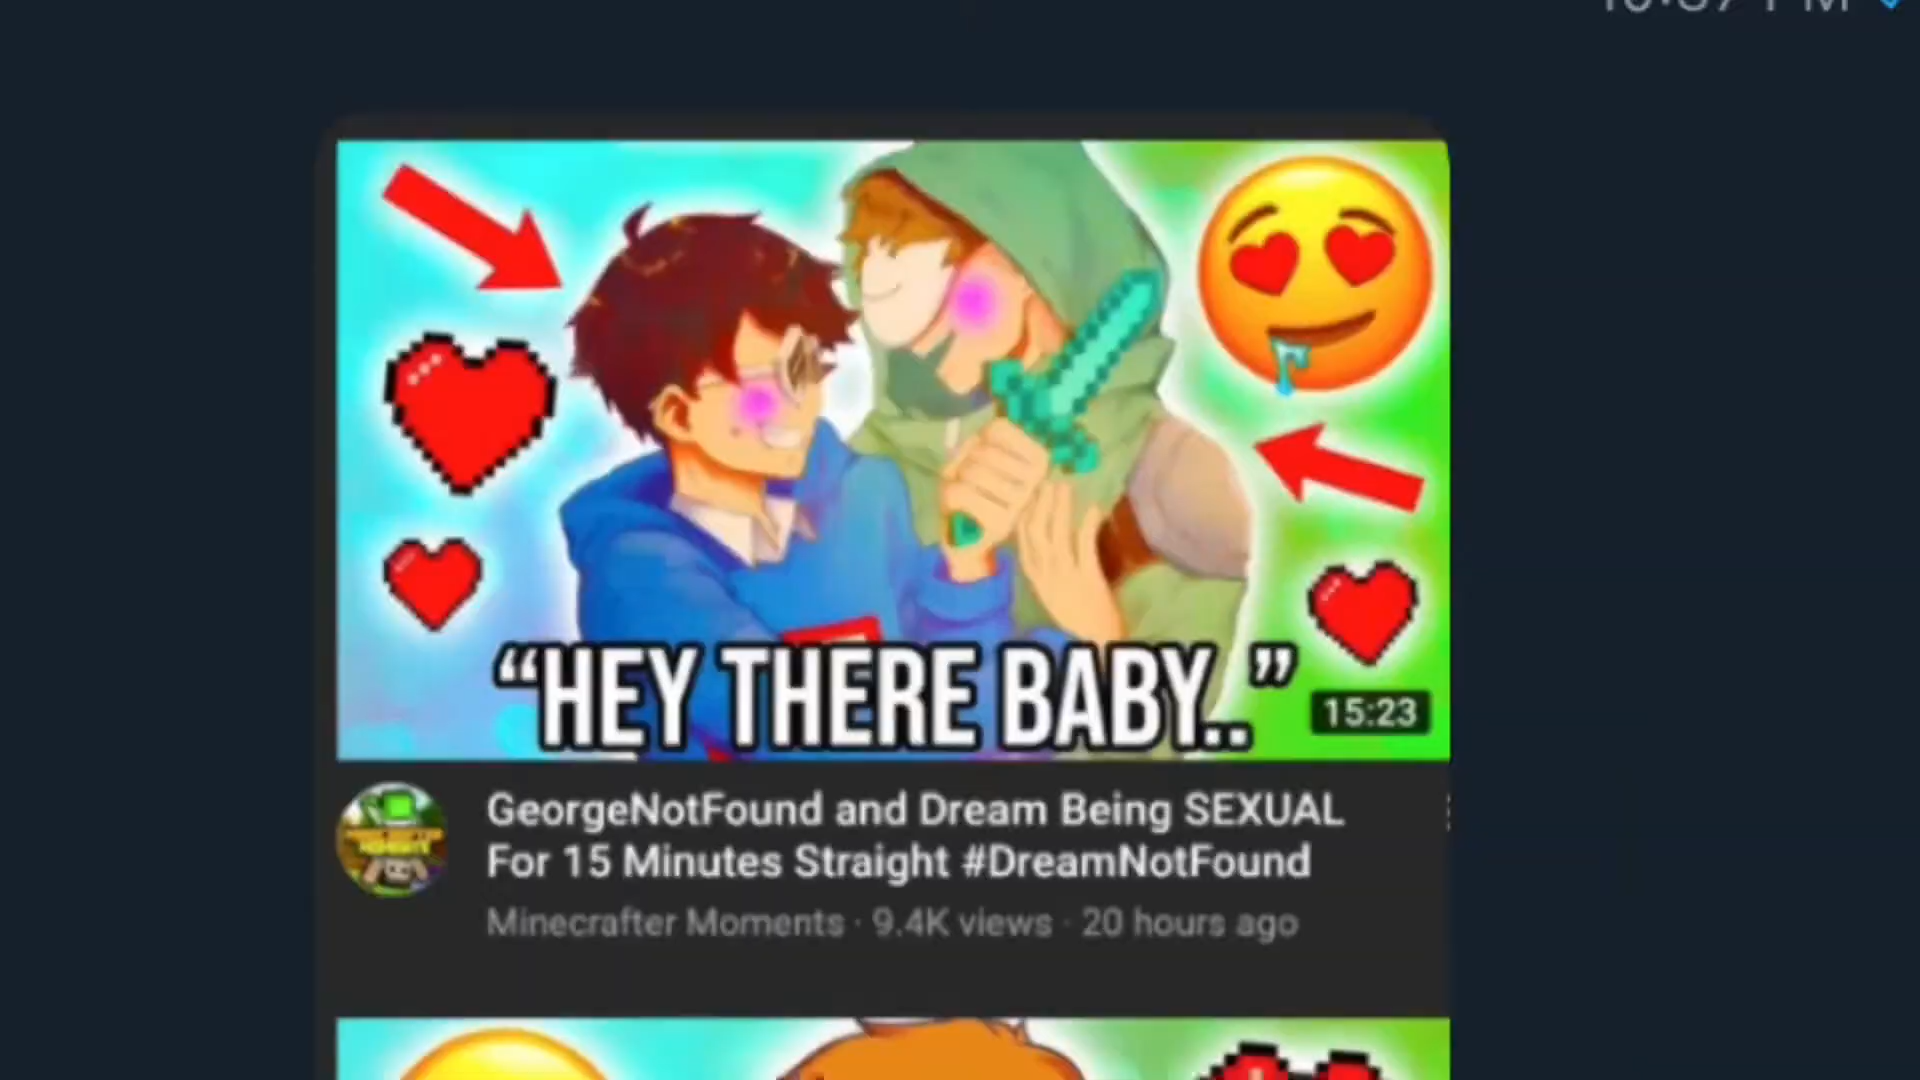 “HEY THERE BABY..”
15:23
GeorgeNotFound and Dream Being SEXUAL
For 15 Minutes Straight #DreamNotFound
Minecrafter Moments · 9.4K views · 20 hours ago